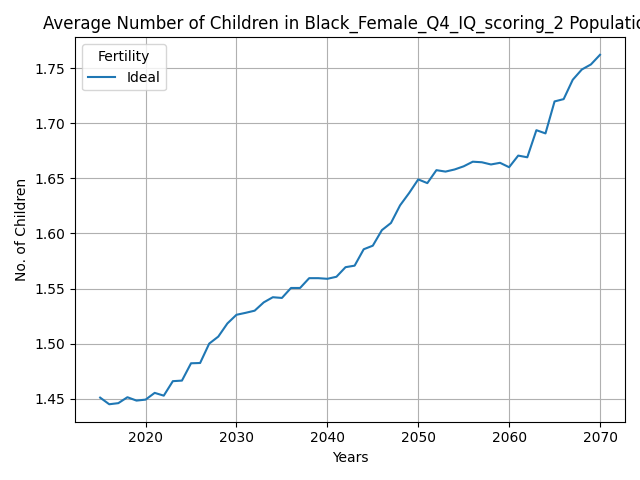 Average Number of Children in Black_Female_Q4_IQ_scoring_2 Populatio
Fertility
Ideal
1.75
1.70
1.65
1.60
1.55
1.50
1.45
No. of Children
2020 2030 2040 2050 2060 2070
Years